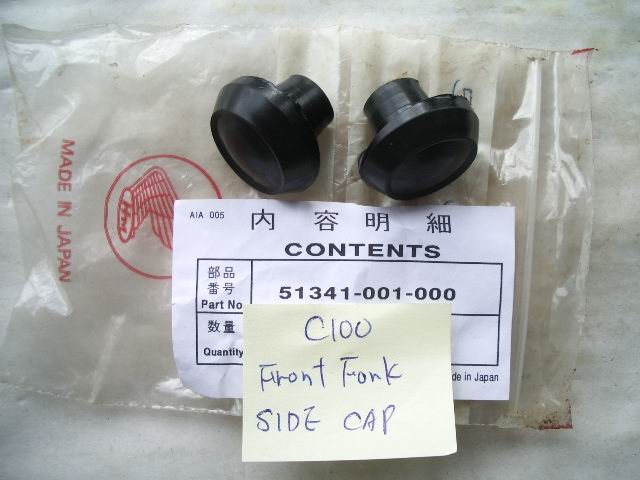 MADE IN JAPAN
AIA 005
内容明細
CONTENTS
部品
番号
Part No
51341-001-000
数量
Quantity
de in Japan
C100
Front Fork
SIDE CAP